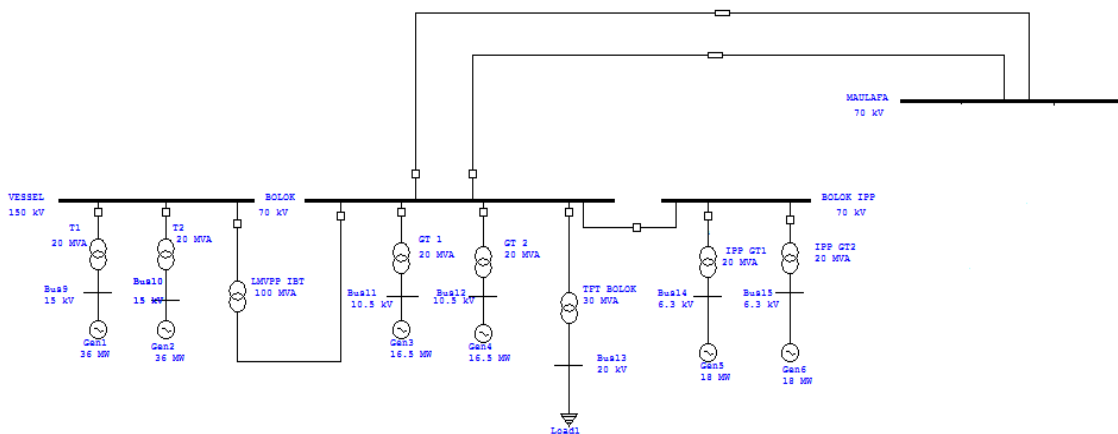 MAULAFA
70 kV
VESSEL
150 kV
BOLOK
70 kV
BOLOK IPP
70 kV
T1
20 MVA
T2
20 MVA
LMVPP IBT
100 MVA
GT 1
20 MVA
GT 2
20 MVA
TFT BOLOK
30 MVA
IPP GT1
20 MVA
IPP GT2
20 MVA
Bus9
15 kV
Bus10
15 kV
Bus11
10.5 kV
Bus12
10.5 kV
Bus14
6.3 kV
Bus15
6.3 kV
Gen1
36 MW
Gen2
36 MW
Gen3
16.5 MW
Gen4
16.5 MW
Bus13
20 kV
Gen5
18 MW
Gen6
18 MW
Load1